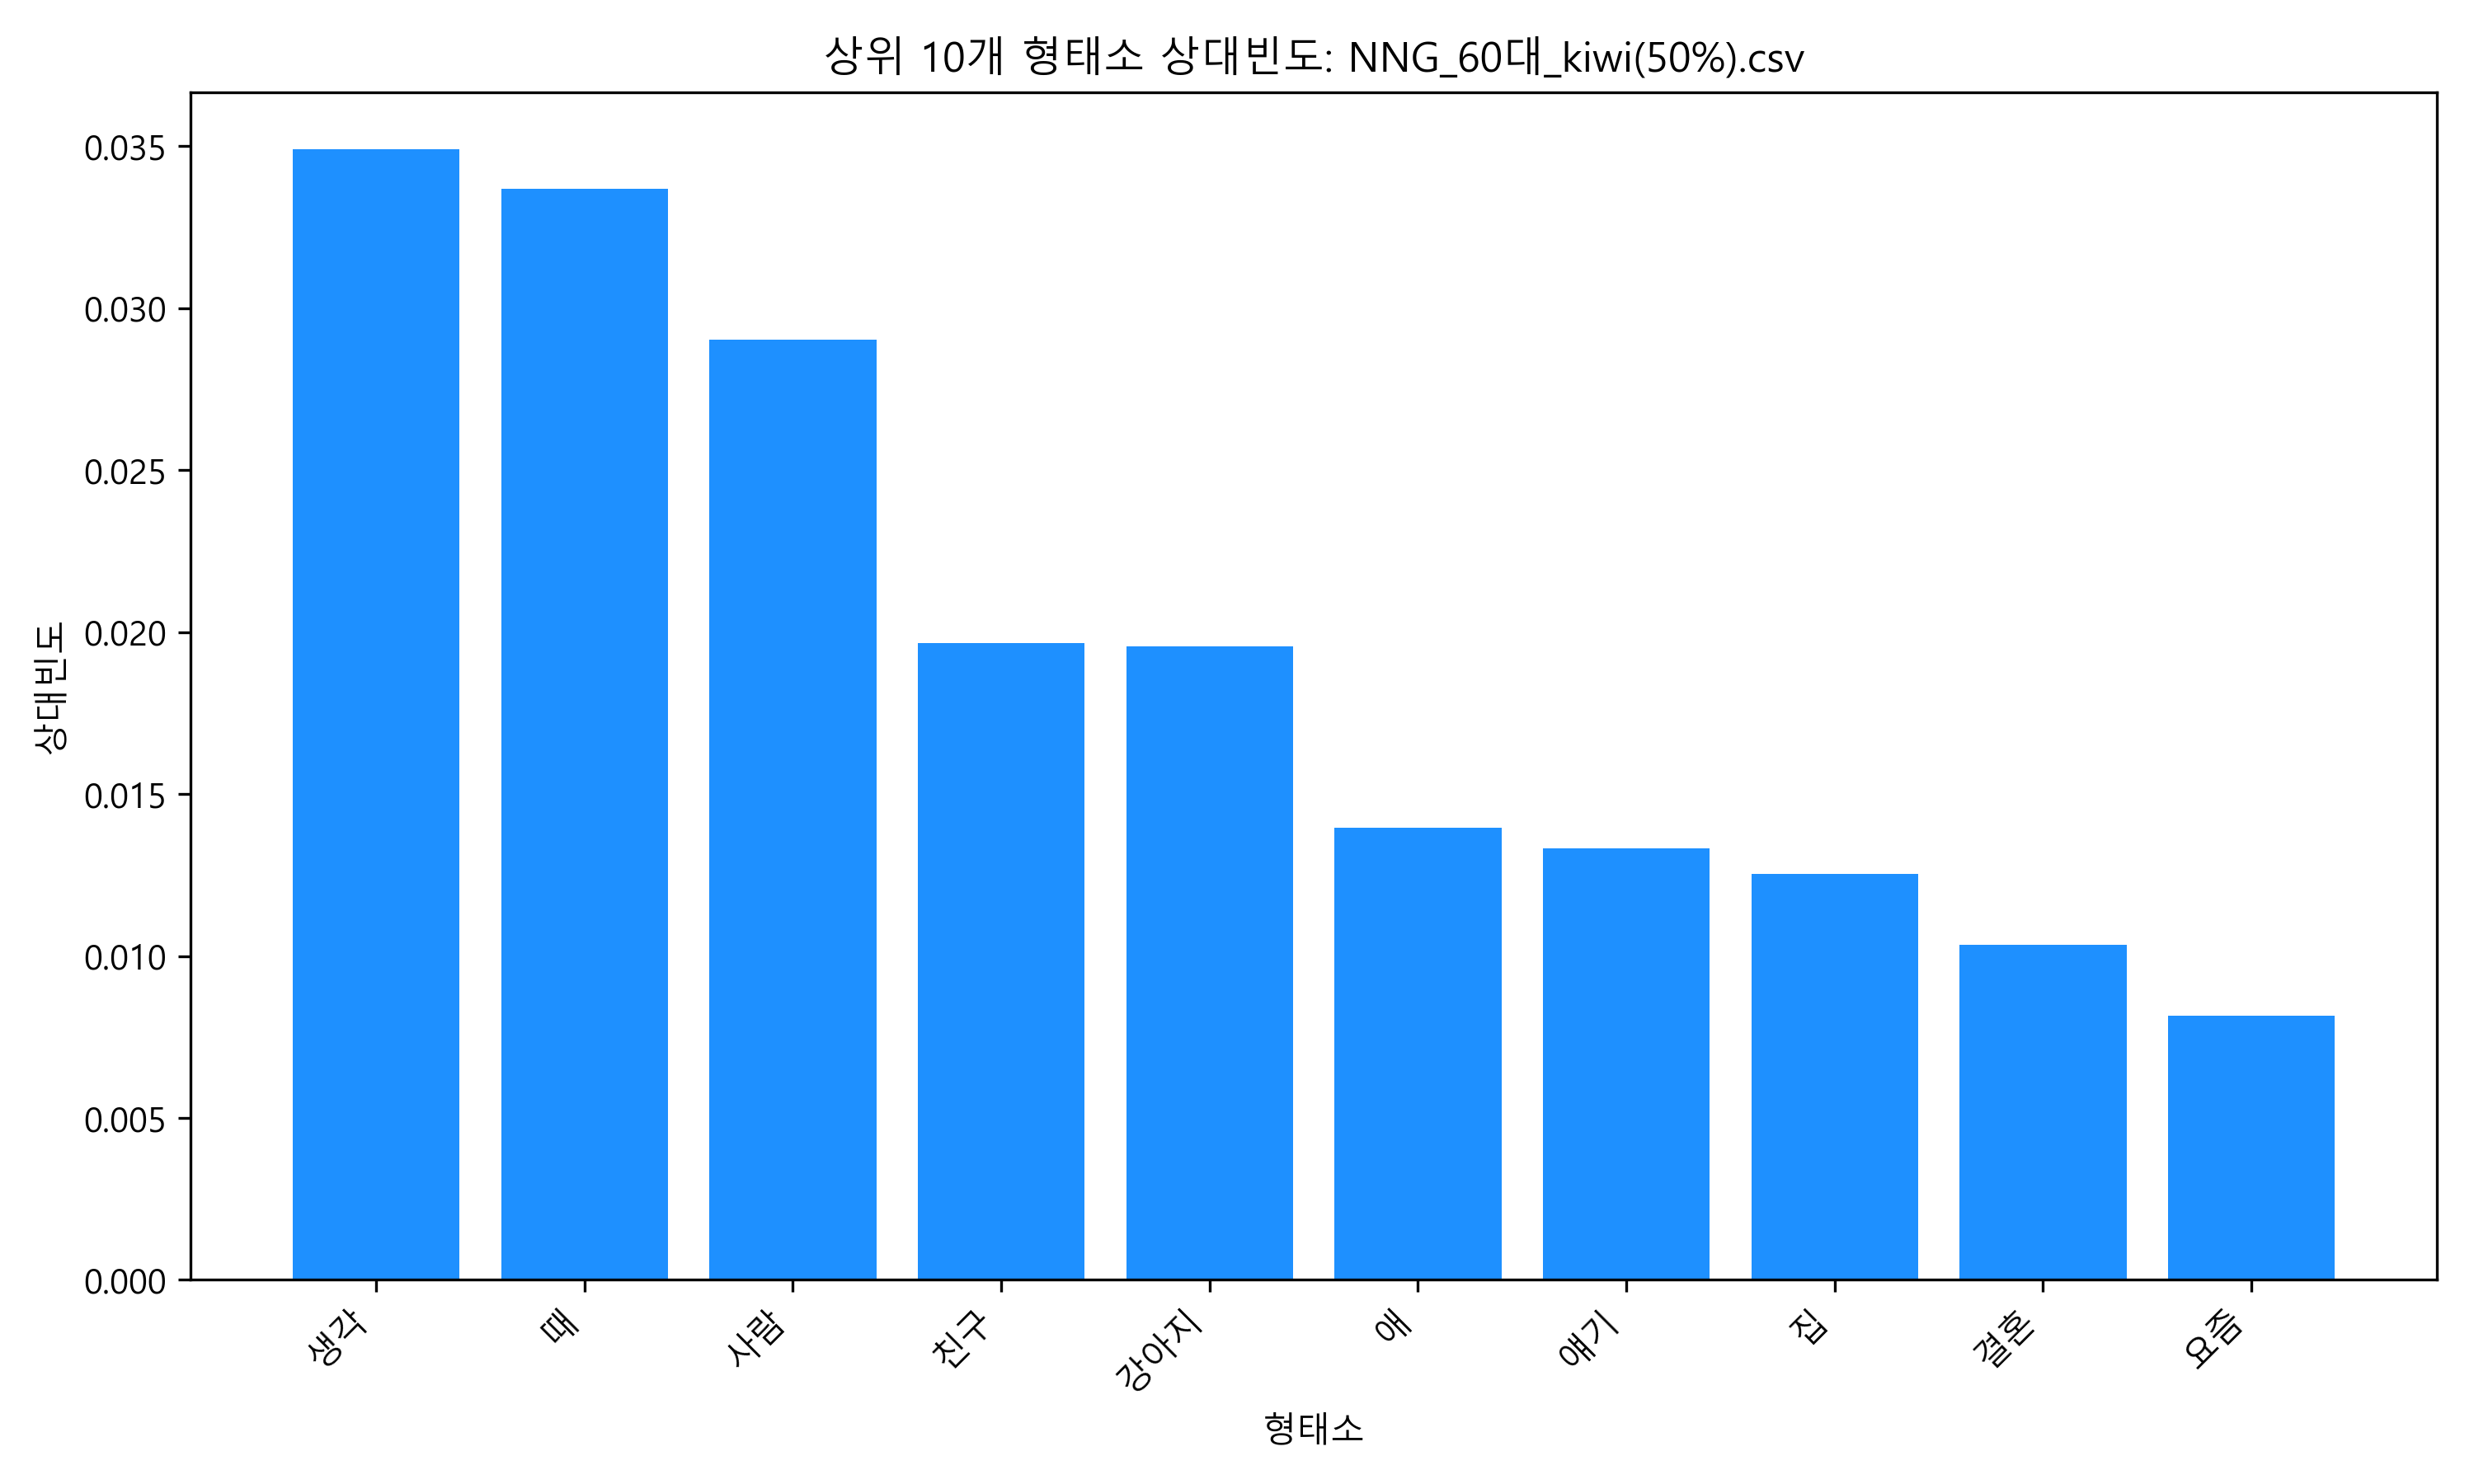 상위 10개 형태소 상대빈도: NNG_60대_kiwi(50%).csv
상대빈도
0.035
0.030
0.025
0.020
0.015
0.010
0.005
0.000
생각
때
사람
친구
강아지
애
얘기
집
결혼
요즘
형태소